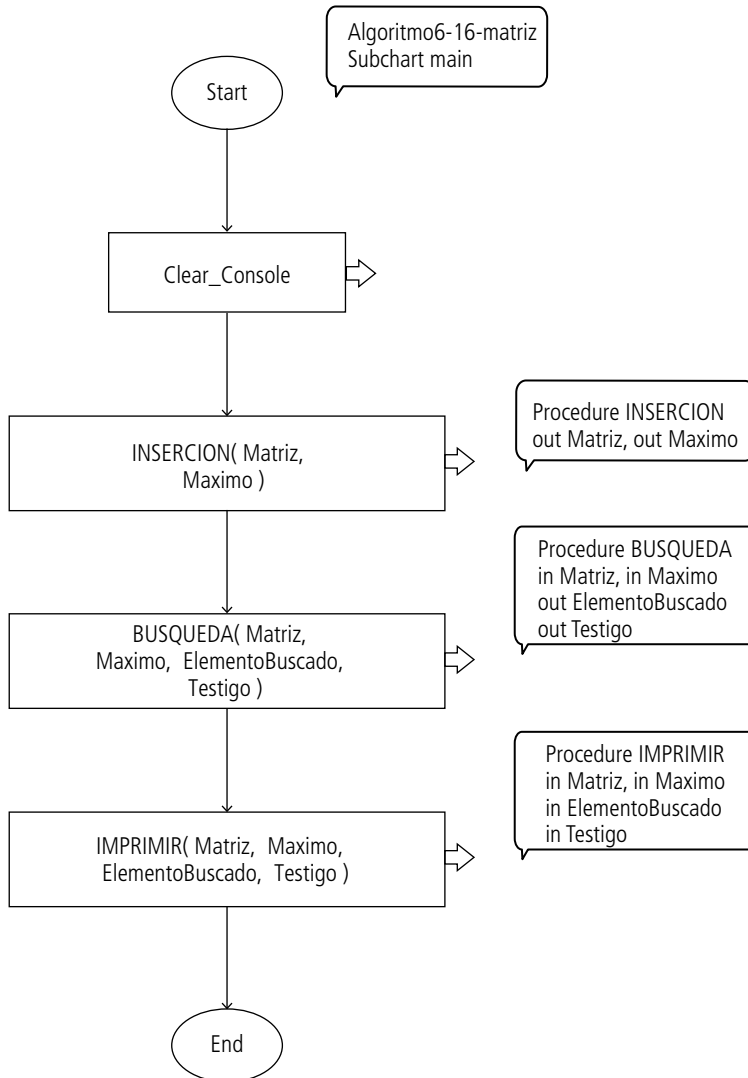 Algoritmo6-16-matriz
Subchart main
Start
Clear_Console
INSERCION( Matriz,
Maximo )
Procedure INSERCION
out Matriz, out Maximo
BUSQUEDA( Matriz,
Maximo, ElementoBuscado,
Testigo )
Procedure BUSQUEDA
in Matriz, in Maximo
out ElementoBuscado
out Testigo
IMPRIMIR( Matriz, Maximo,
ElementoBuscado, Testigo )
Procedure IMPRIMIR
in Matriz, in Maximo
in ElementoBuscado
in Testigo
End